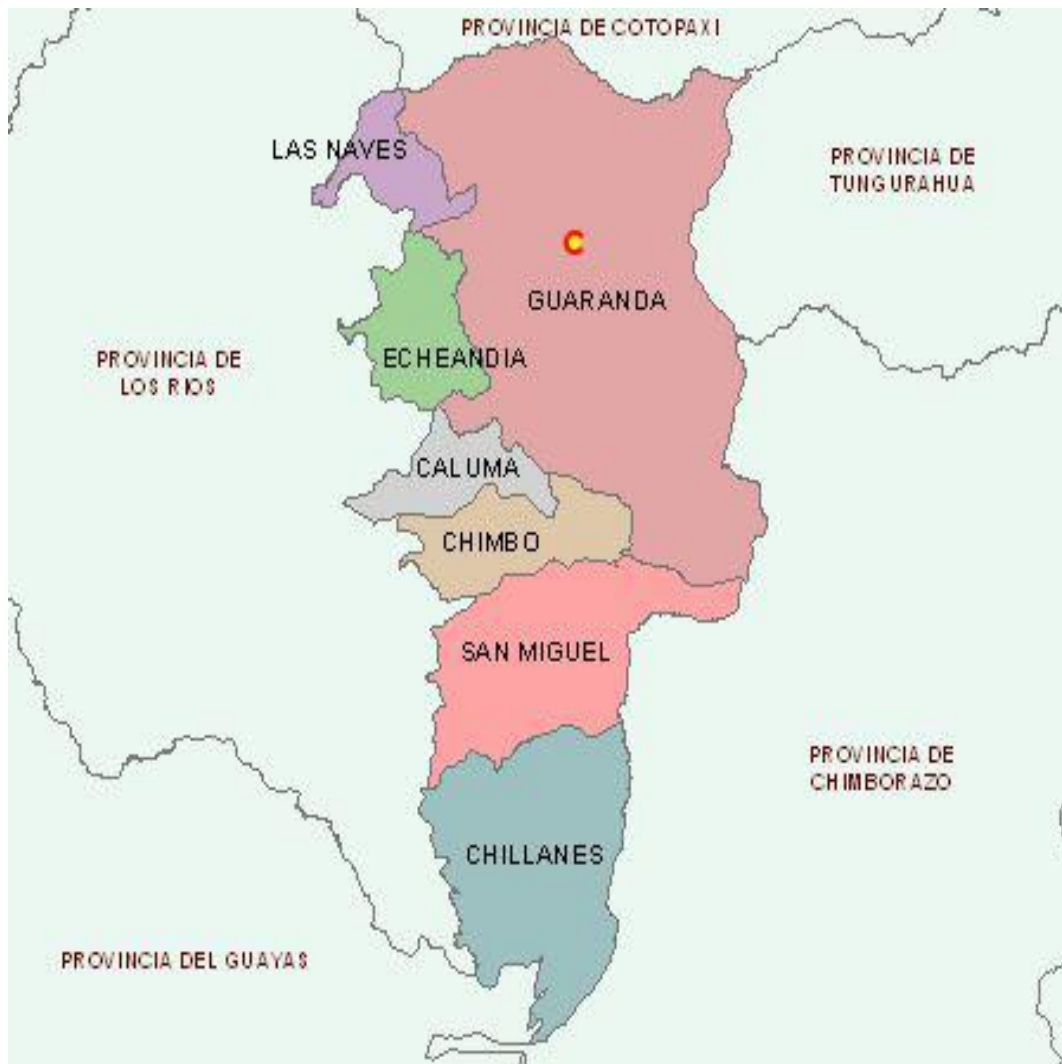 PROVINCIA DE COTOPAXI
LAS NAVES
PROVINCIA DE
TUNGURAHUA
C
GUARANDA
PROVINCIA DE
LOS RIOS
ECHEANDIA
CALUMA
CHIMBO
SAN MIGUEL
PROVINCIA DE
CHIMBORAZO
CHILLANES
PROVINCIA DEL GUAYAS